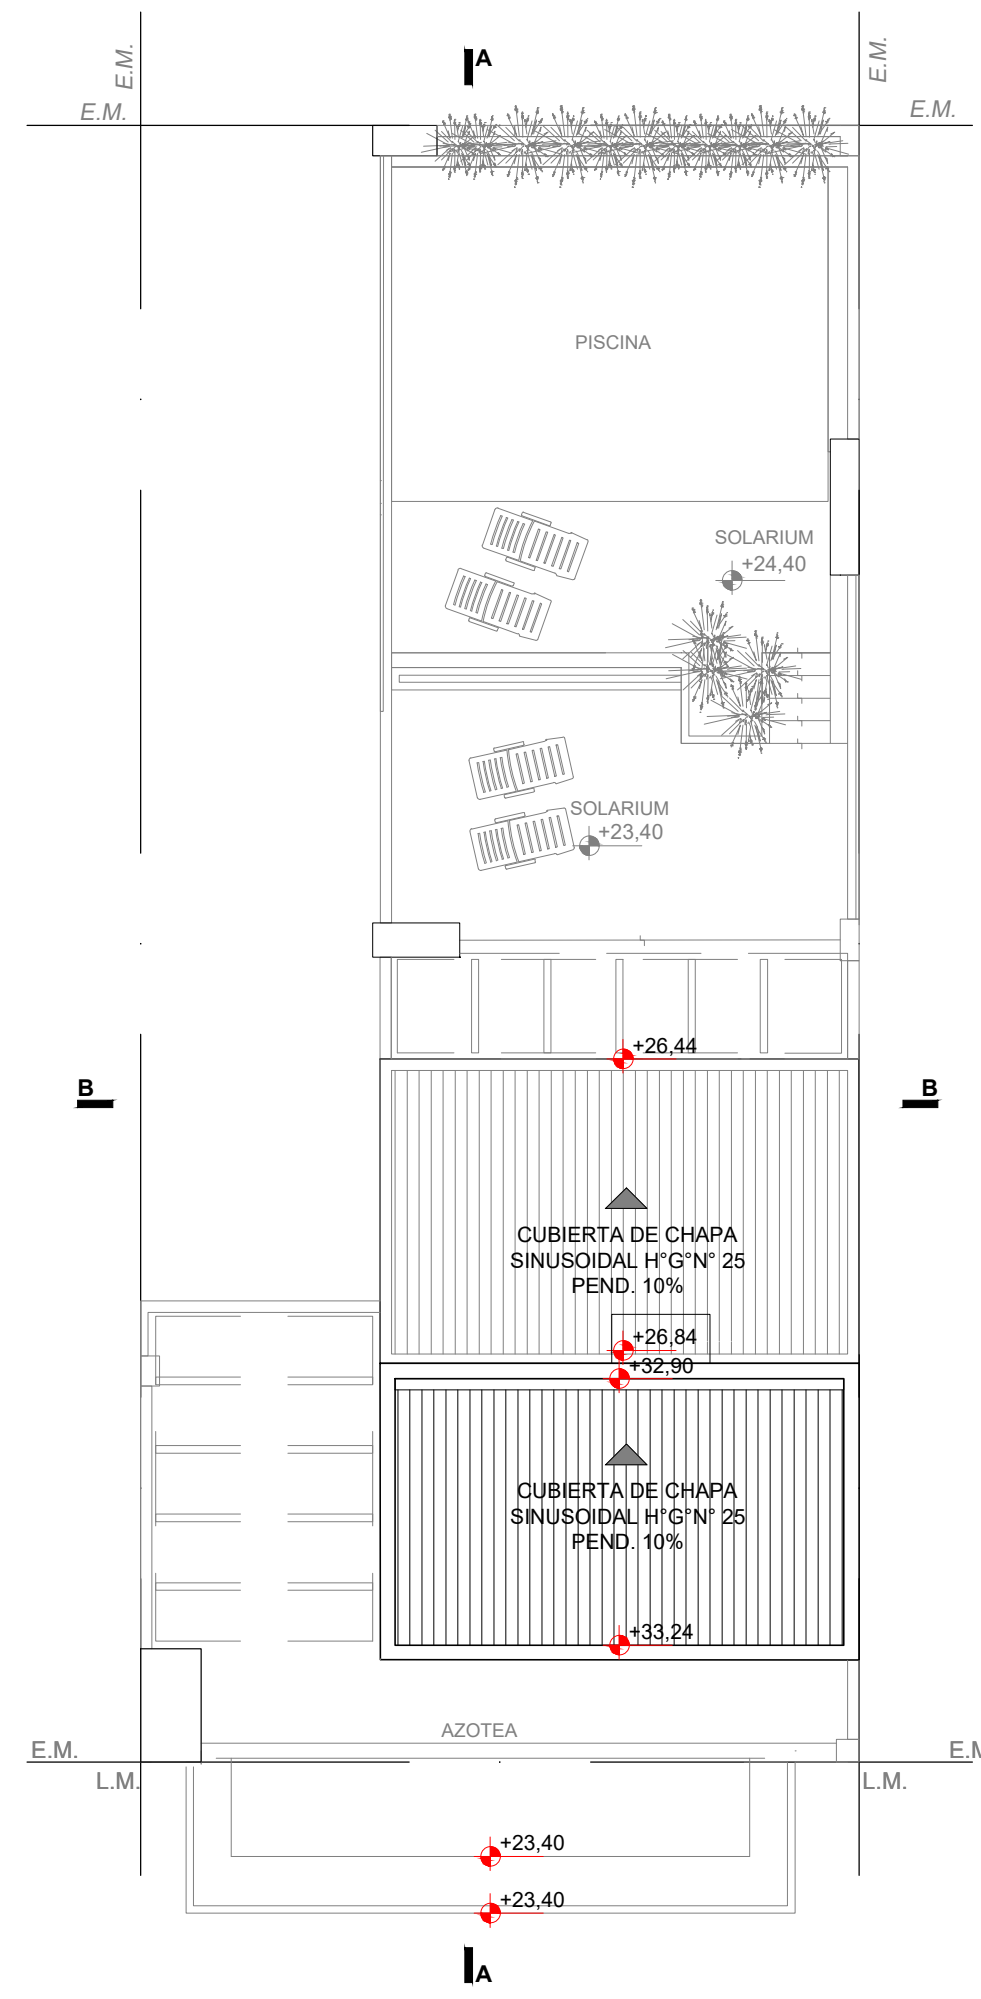 A
E.M.
E.M.
E.M.
E.M.
PISCINA
SOLARIUM
+24,40
SOLARIUM
+23,40
+26,44
B
B
CUBIERTA DE CHAPA
SINUSOIDAL H°G°N° 25
PEND. 10%
+26,84
+32,90
CUBIERTA DE CHAPA
SINUSOIDAL H°G°N° 25
PEND. 10%
+33,24
AZOTEA
E.M.
E.M
L.M.
L.M.
+23,40
+23,40
A